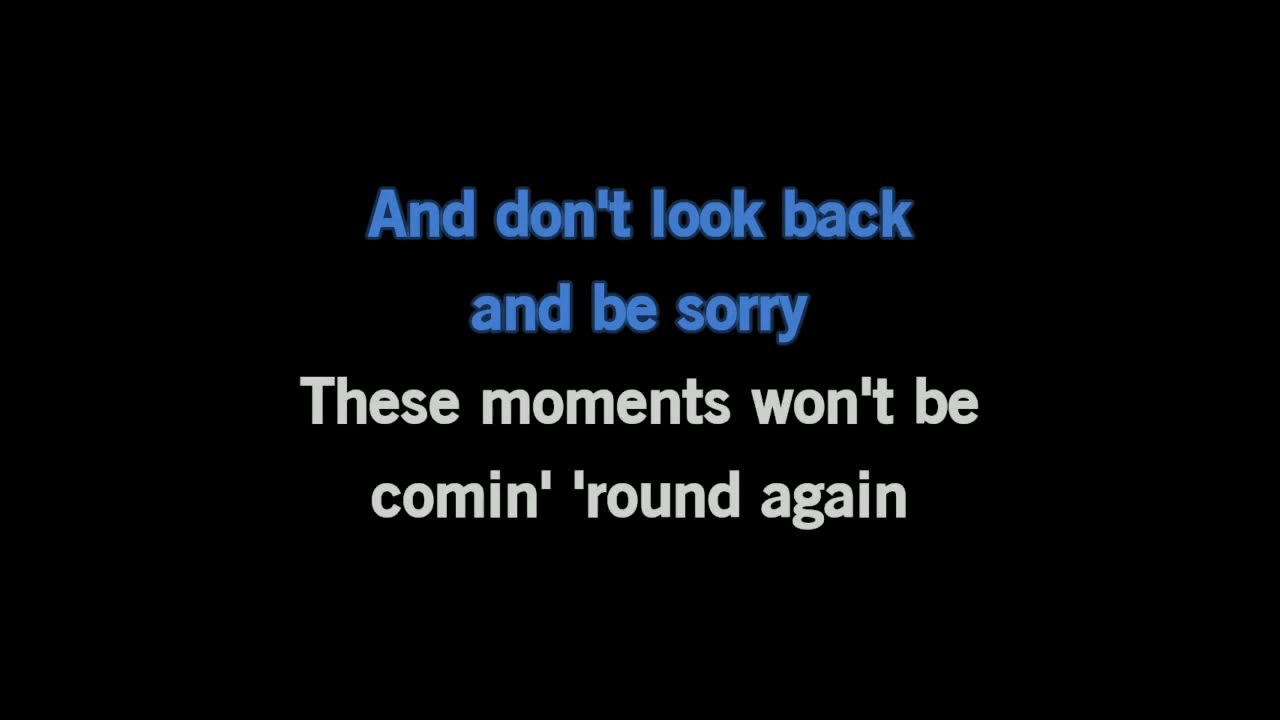 And don't look back
and be sorry
These moments won't be
comin' 'round again